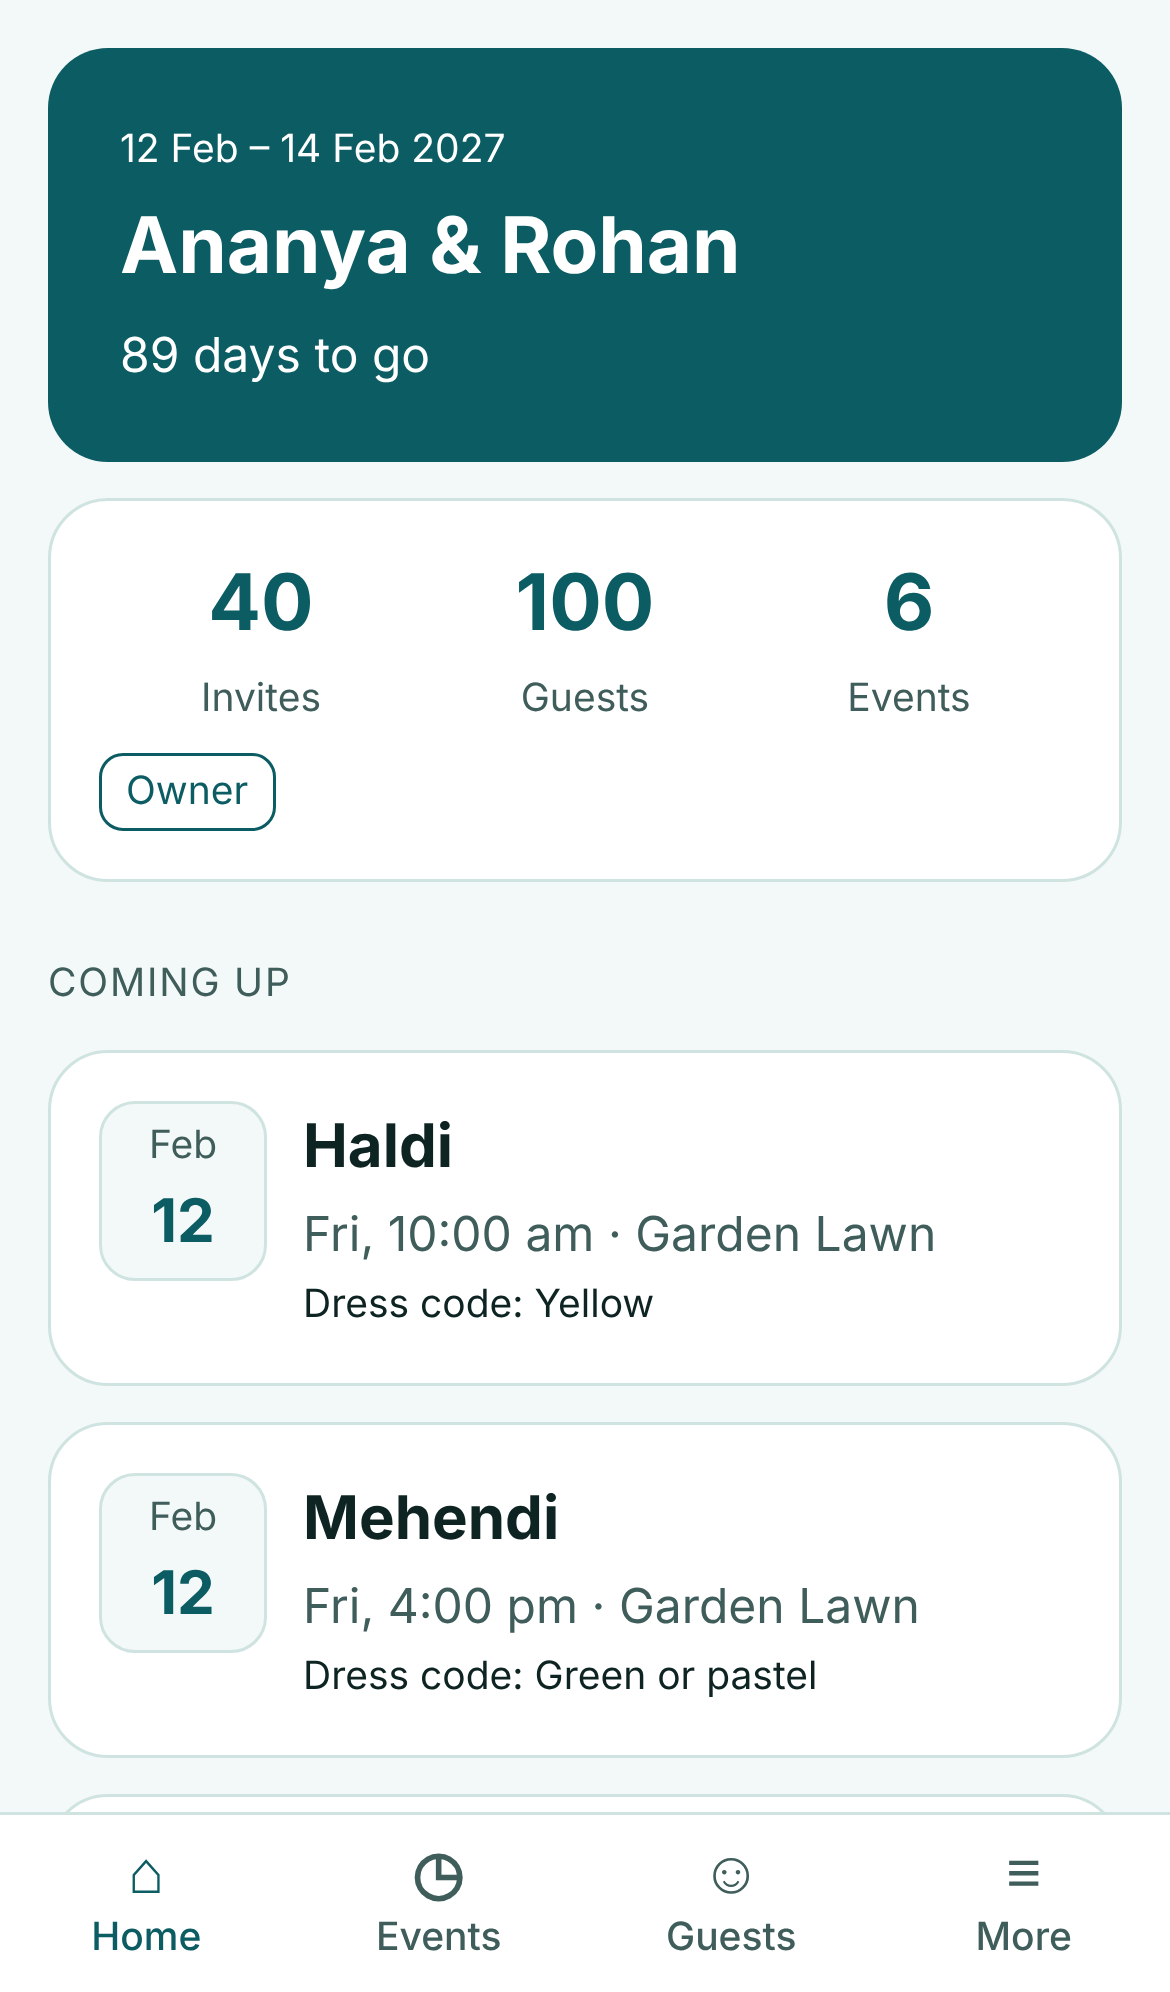 12 Feb – 14 Feb 2027
Ananya & Rohan
89 days to go
40
Invites
100
Guests
6
Events
Owner
COMING UP
Feb
12
Haldi
Fri, 10:00 am · Garden Lawn
Dress code: Yellow
Feb
12
Mehendi
Fri, 4:00 pm · Garden Lawn
Dress code: Green or pastel
Home
Events
Guests
More